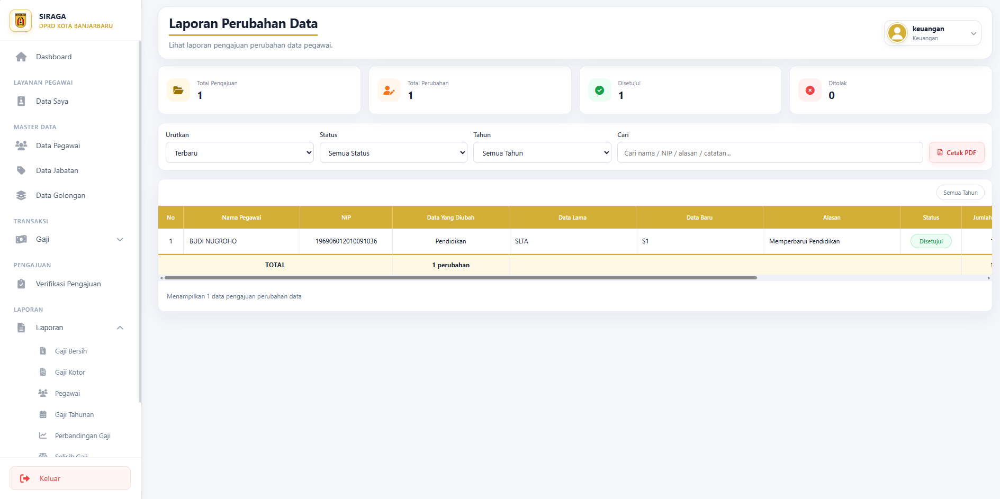 SIRAGA
DPRD KOTA BANJARBARU
Dashboard
LAYANAN PEGAWAI
Data Saya
MASTER DATA
Data Pegawai
Data Jabatan
Data Golongan
TRANSAKSI
Gaji
PENGAJUAN
Verifikasi Pengajuan
LAPORAN
Laporan
Gaji Bersih
Gaji Kotor
Pegawai
Gaji Tahunan
Perbandingan Gaji
Selisih Gaji
Keluar
Laporan Perubahan Data
Lihat laporan pengajuan perubahan data pegawai.
keuangan
Keuangan
Total Pengajuan
1
Total Perubahan
1
Disetujui
1
Ditolak
0
Urutkan Status Tahun Cari
Terbaru Semua Status Semua Tahun Cari nama / NIP / alasan / catatan... Cetak PDF
Semua Tahun
No Nama Pegawai NIP Data Yang Diubah Data Lama Data Baru Alasan Status Jumlah
1 BUDI NUGROHO 196906012010091036 Pendidikan SLTA S1 Memperbarui Pendidikan Disetujui
TOTAL 1 perubahan
Menampilkan 1 data pengajuan perubahan data